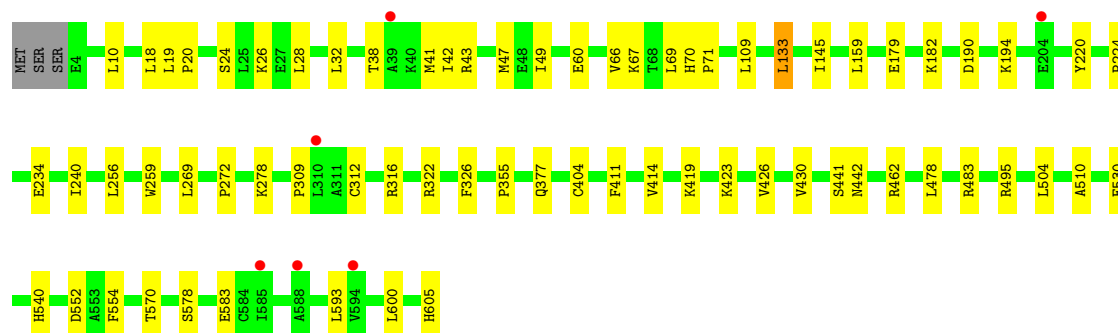 MET SER SER E4 L10 L18 L19 P20 S24 L25 K26 E27 L28 L32 T38 A39 K40 M41 I42 R43 M47 E48 I49 E60 V66 K67 T68 L69 H70 P71 L109 L133 I145 L159 E179 K182 D190 K194 E204 Y220
E234 I240 L256 W259 L269 P272 K278 P309 L310 A311 C312 R316 R322 F326 P355 Q377 C404 F411 V414 K419 K423 V426 V430 S441 N442 R462 L478 R483 R495 L504 A510
H540 D552 A553 F554 T570 S578 E583 C584 I585 A588 L593 V594 L600 H605